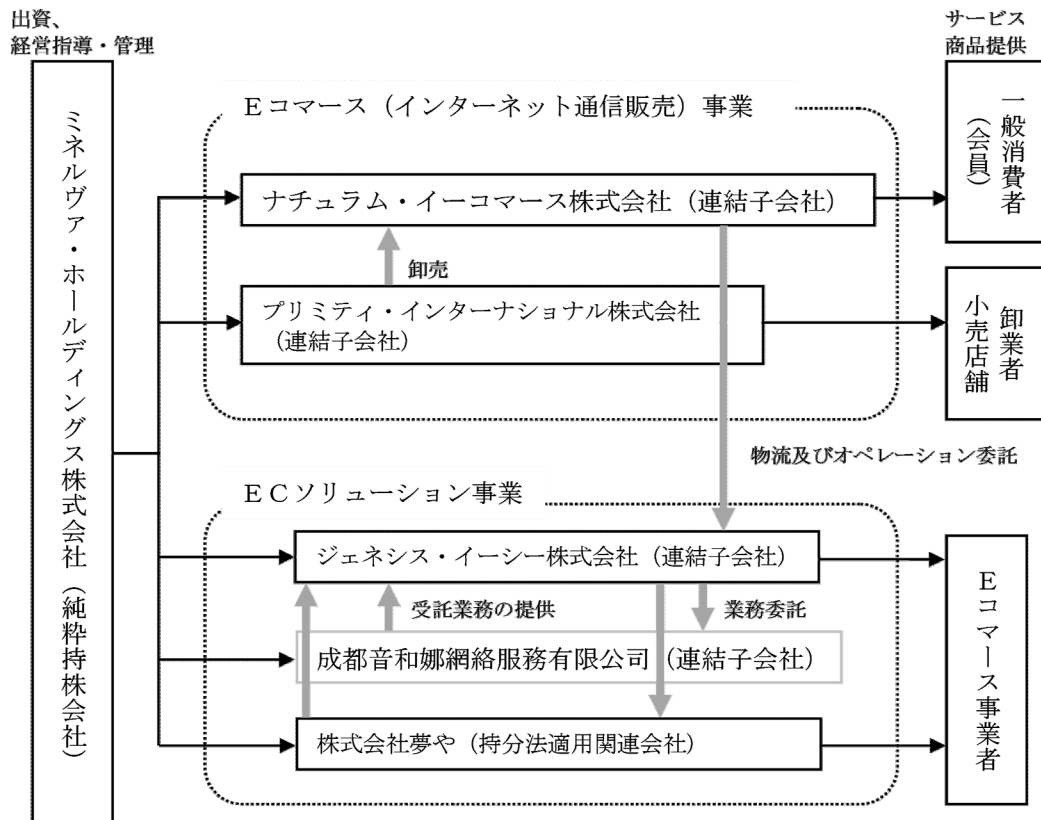 出資、
経営指導・管理
サービス
商品提供
ミネルヴァ・ホールディングス株式会社(純粋持株会社)
Eコマース(インターネット通信販売)事業
ナチュラム・イーコマース株式会社(連結子会社)
卸売
プリミティ・インターナショナル株式会社
(連結子会社)
一般消費者
(会員)
卸業者
小売店舗
物流及びオペレーション委託
ECソリューション事業
ジェネシス・イーシー株式会社(連結子会社)
受託業務の提供
業務委託
成都音和娜網絡服務有限公司(連結子会社)
株式会社夢や(持分法適用関連会社)
Eコマース事業者